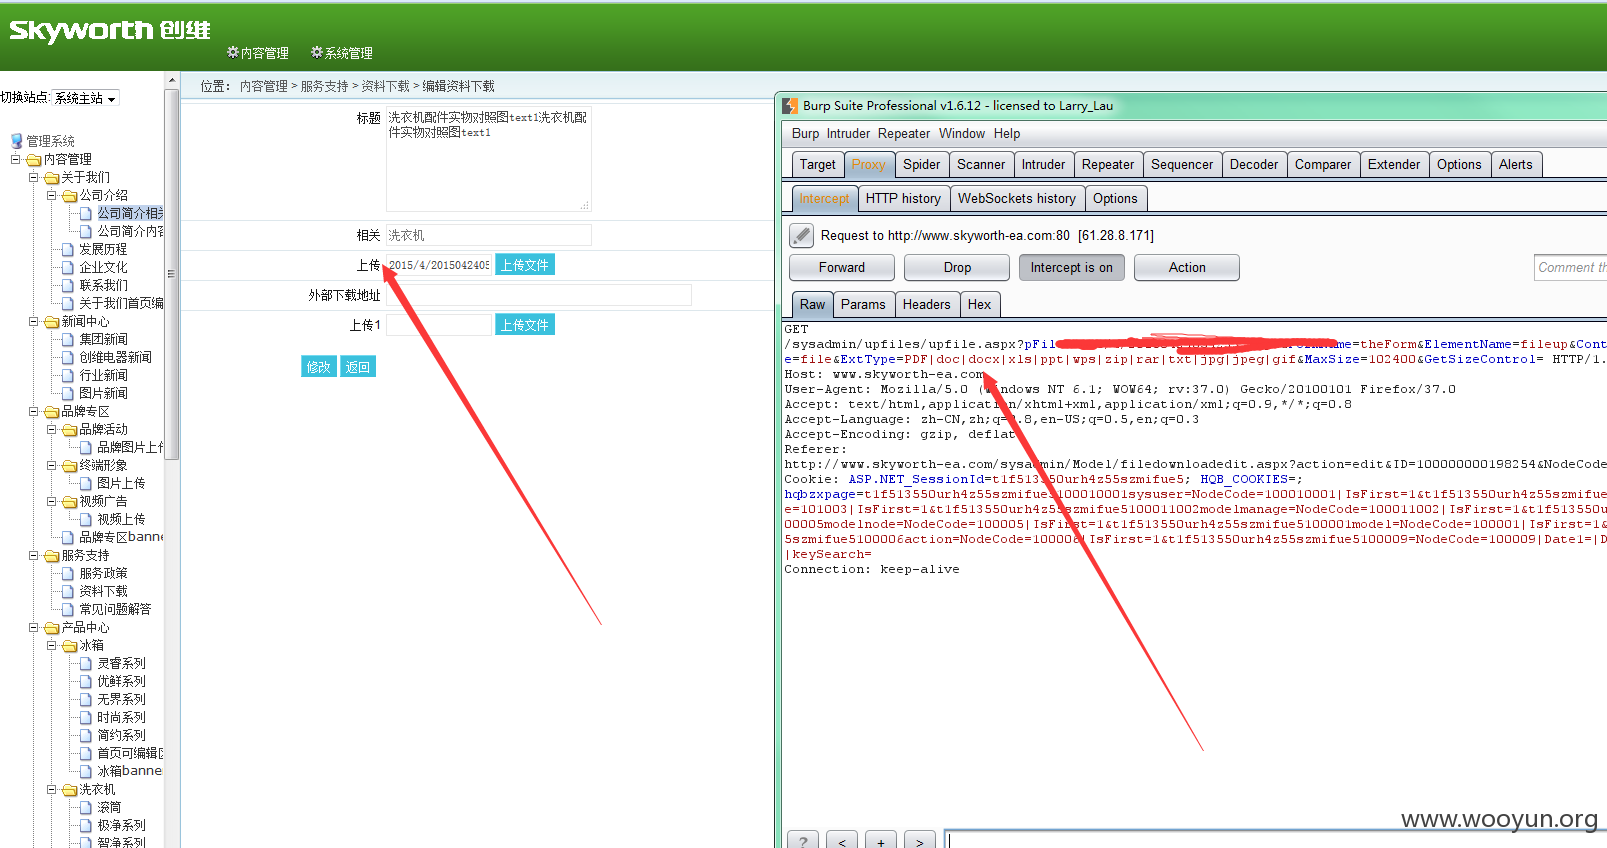 Skyworth 创维
内容管理 系统管理
切换站点: 系统主站
管理系统
内容管理
关于我们
公司介绍
公司简介相关
公司简介内容
发展历程
企业文化
联系我们
关于我们首页编
新闻中心
集团新闻
创维电器新闻
行业新闻
图片新闻
品牌专区
品牌活动
品牌图片上传
终端形象
图片上传
视频广告
视频上传
品牌专区banne
服务支持
服务政策
资料下载
常见问题解答
产品中心
冰箱
灵睿系列
优鲜系列
无界系列
时尚系列
简约系列
首页可编辑区
冰箱banne
洗衣机
滚筒
极净系列
智净系列
位置： 内容管理 > 服务支持 > 资料下载 > 编辑资料下载
标题 洗衣机配件实物对照图text1洗衣机配
件实物对照图text1
相关 洗衣机
上传 2015/4/2015042405 上传文件
外部下载地址
上传1 上传文件
修改 返回
Burp Suite Professional v1.6.12 - licensed to Larry_Lau
Burp Intruder Repeater Window Help
Target Proxy Spider Scanner Intruder Repeater Sequencer Decoder Comparer Extender Options Alerts
Intercept HTTP history WebSockets history Options
Request to http://www.skyworth-ea.com:80 [61.28.8.171]
Forward Drop Intercept is on Action Comment th
Raw Params Headers Hex
GET
/sysadmin/upfiles/upfile.aspx?pFil ame=theForm&ElementName=fileup&Cont
e=file&ExtType=PDF|doc|docx|xls|ppt|wps|zip|rar|txt|jpg|jpeg|gif&MaxSize=102400&GetSizeControl= HTTP/1.
Host: www.skyworth-ea.com
User-Agent: Mozilla/5.0 (Windows NT 6.1; WOW64; rv:37.0) Gecko/20100101 Firefox/37.0
Accept: text/html,application/xhtml+xml,application/xml;q=0.9,*/*;q=0.8
Accept-Language: zh-CN,zh;q=0.8,en-US;q=0.5,en;q=0.3
Accept-Encoding: gzip, deflat
Referer:
http://www.skyworth-ea.com/sysadmin/Model/filedownloadedit.aspx?action=edit&ID=100000000198254&NodeCode
Cookie: ASP.NET_SessionId=t1f513550urh4z55szmifue5; HQB_COOKIES=;
hqbzxpage=t1f513550urh4z55szmifue5100010001sysuser=NodeCode=100010001|IsFirst=1&t1f513550urh4z55szmifue
e=101003|IsFirst=1&t1f513550urh4z55szmifue5100011002modelmanage=NodeCode=100011002|IsFirst=1&t1f513550u
00005modelnode=NodeCode=100005|IsFirst=1&t1f513550urh4z55szmifue5100001model=NodeCode=100001|IsFirst=1&
5szmifue5100006action=NodeCode=100006|IsFirst=1&t1f513550urh4z55szmifue5100009=NodeCode=100009|Date1=|D
|keySearch=
Connection: keep-alive
? < + >
www.wooyun.org